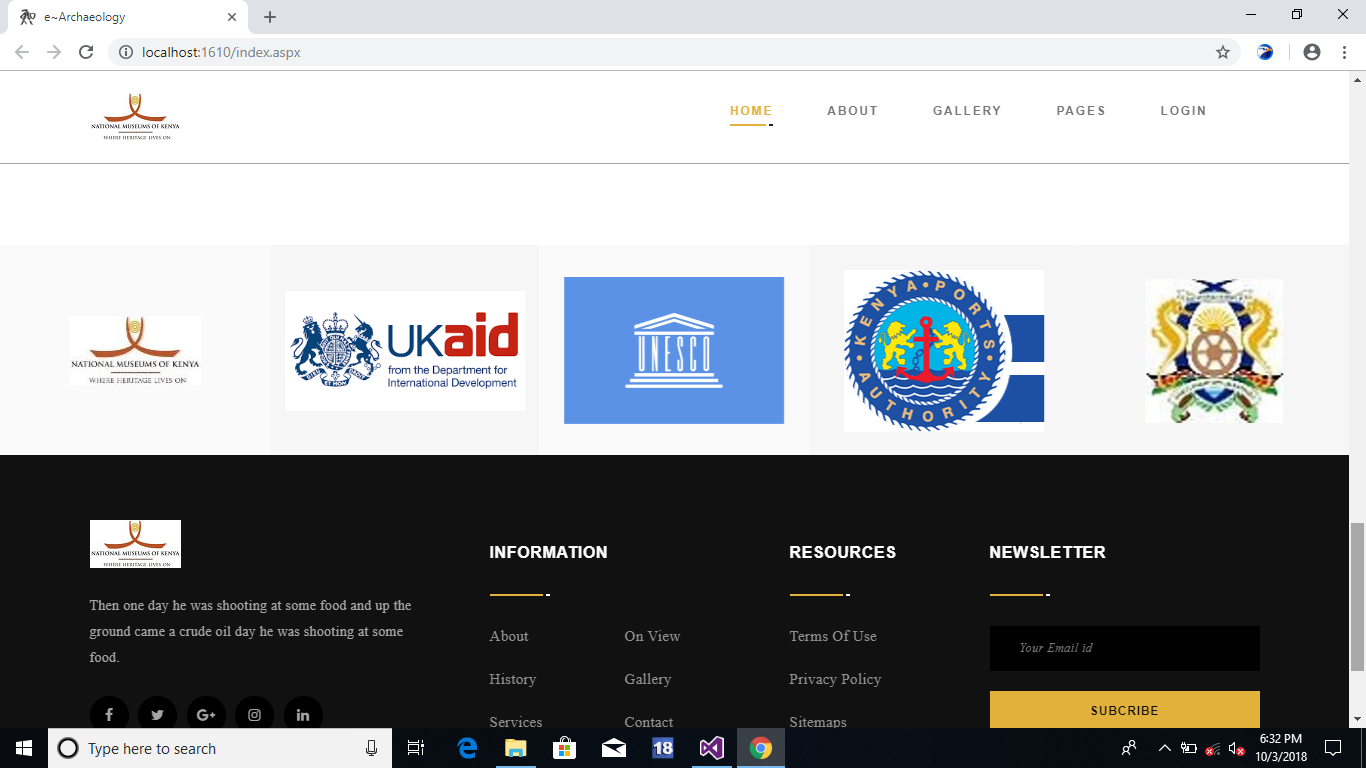 e~Archaeology
localhost:1610/index.aspx
NATIONAL MUSEUMS OF KENYA
WHERE HERITAGE LIVES ON
HOME ABOUT GALLERY PAGES LOGIN
NATIONAL MUSEUMS OF KENYA
WHERE HERITAGE LIVES ON
UKaid
from the Department for
International Development
UNESCO
KENYA • PORTS • AUTHORITY •
NATIONAL MUSEUMS OF KENYA
WHERE HERITAGE LIVES ON
Then one day he was shooting at some food and up the
ground came a crude oil day he was shooting at some
food.
INFORMATION
About
On View
History
Gallery
Services
Contact
RESOURCES
Terms Of Use
Privacy Policy
Sitemaps
NEWSLETTER
Your Email id
SUBCRIBE
Type here to search
18
6:32 PM
10/3/2018